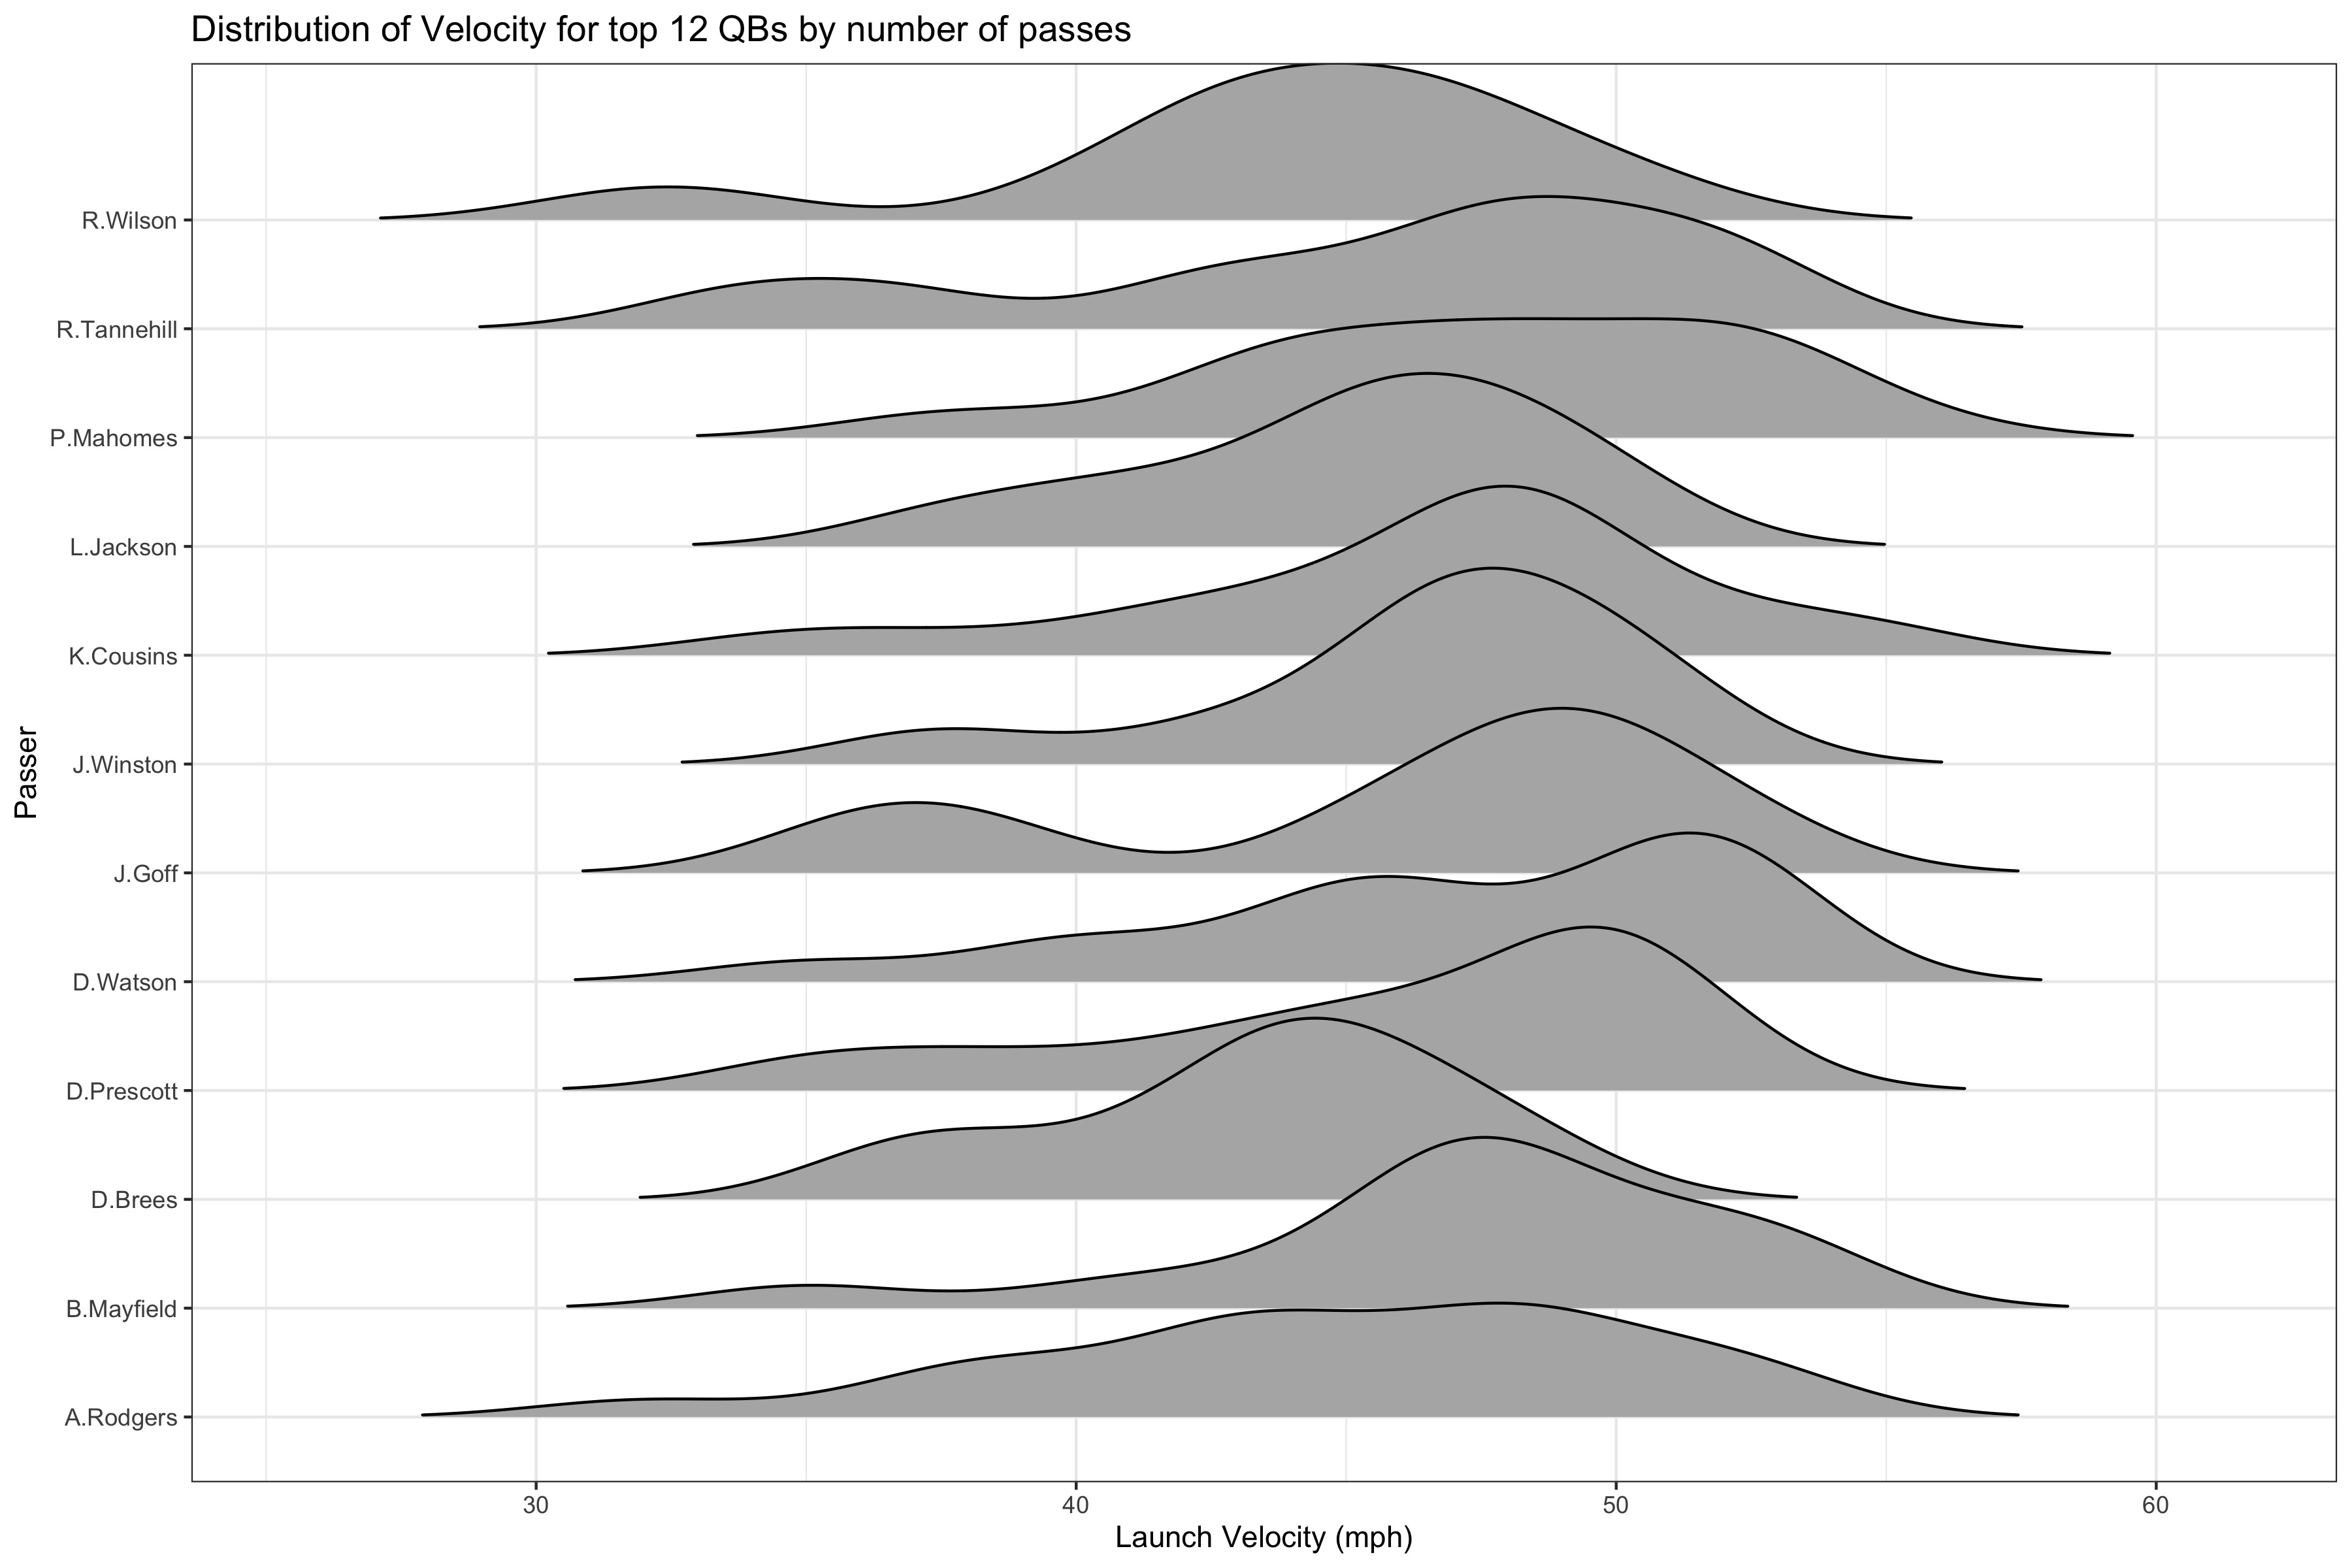 Distribution of Velocity for top 12 QBs by number of passes
Passer
R.Wilson
R.Tannehill
P.Mahomes
L.Jackson
K.Cousins
J.Winston
J.Goff
D.Watson
D.Prescott
D.Brees
B.Mayfield
A.Rodgers
30 40 50 60
Launch Velocity (mph)